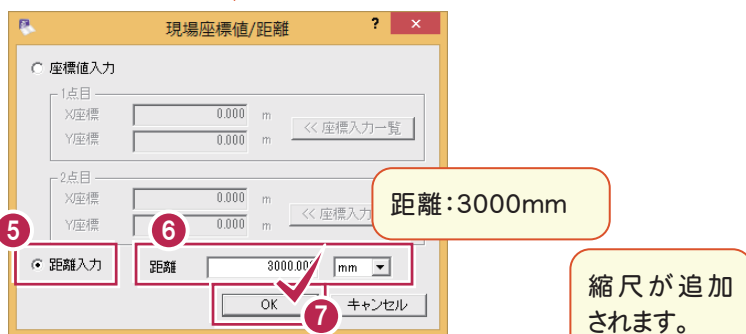 現場座標値/距離 ? ×
座標値入力
1点目
X座標 0.000 m
Y座標 0.000 m
<< 座標入力一覧
2点目
X座標 0.000 m
Y座標 0.000 m
<< 座標入力
距離:3000mm
5
6
距離入力 距離 3000.00 mm
OK キャンセル
7
縮尺が追加
されます。